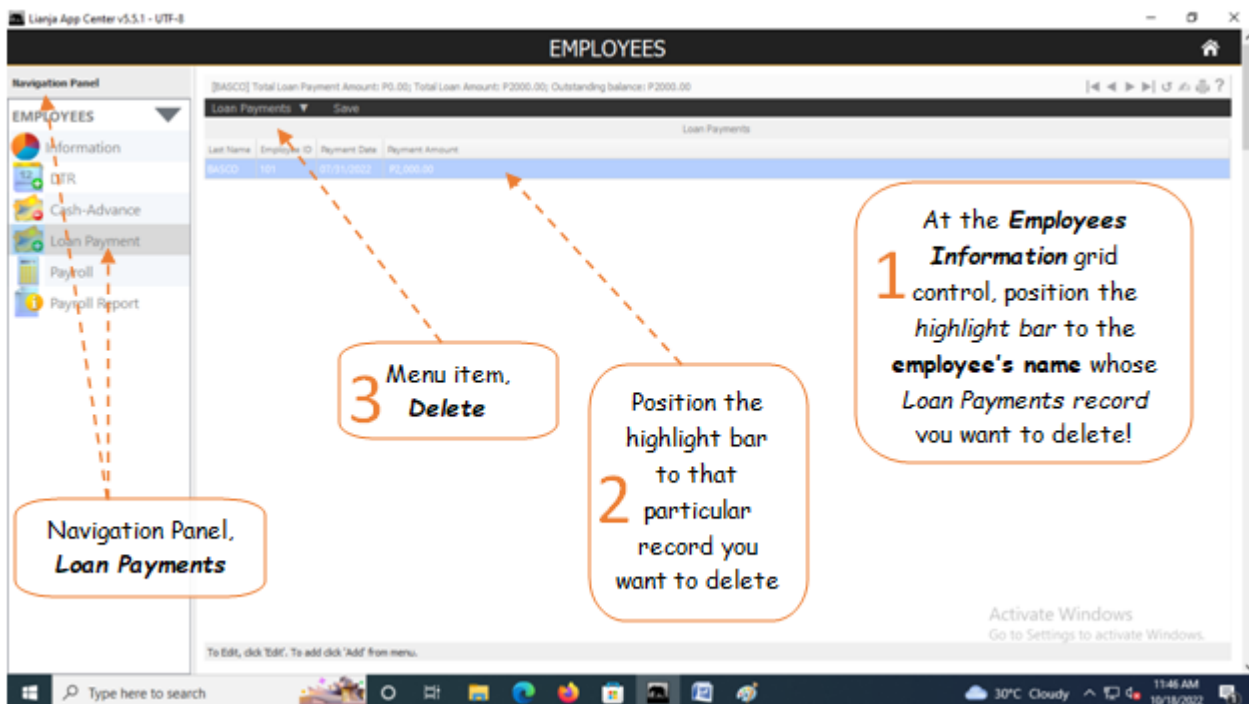 Lianja App Center v5.5.1 - UTF-8
EMPLOYEES
Navigation Panel
[BASCO] Total Loan Payment Amount: P0.00; Total Loan Amount: P2000.00; Outstanding balance: P2000.00
EMPLOYEES
Loan Payments Save
Loan Payments
Information
Last Name Employee ID Payment Date Payment Amount
BASCO 101 07/31/2022 P2,000.00
DTR
Cash-Advance
Loan Payment
Payroll
Payroll Report
1
At the Employees
Information grid
control, position the
highlight bar to the
employee's name whose
Loan Payments record
you want to delete!
3
Menu item,
Delete
2
Position the
highlight bar
to that
particular
record you
want to delete
Navigation Panel,
Loan Payments
Activate Windows
Go to Settings to activate Windows.
To Edit, click 'Edit'. To add click 'Add' from menu.
Type here to search
30°C Cloudy
11:46 AM
10/18/2022